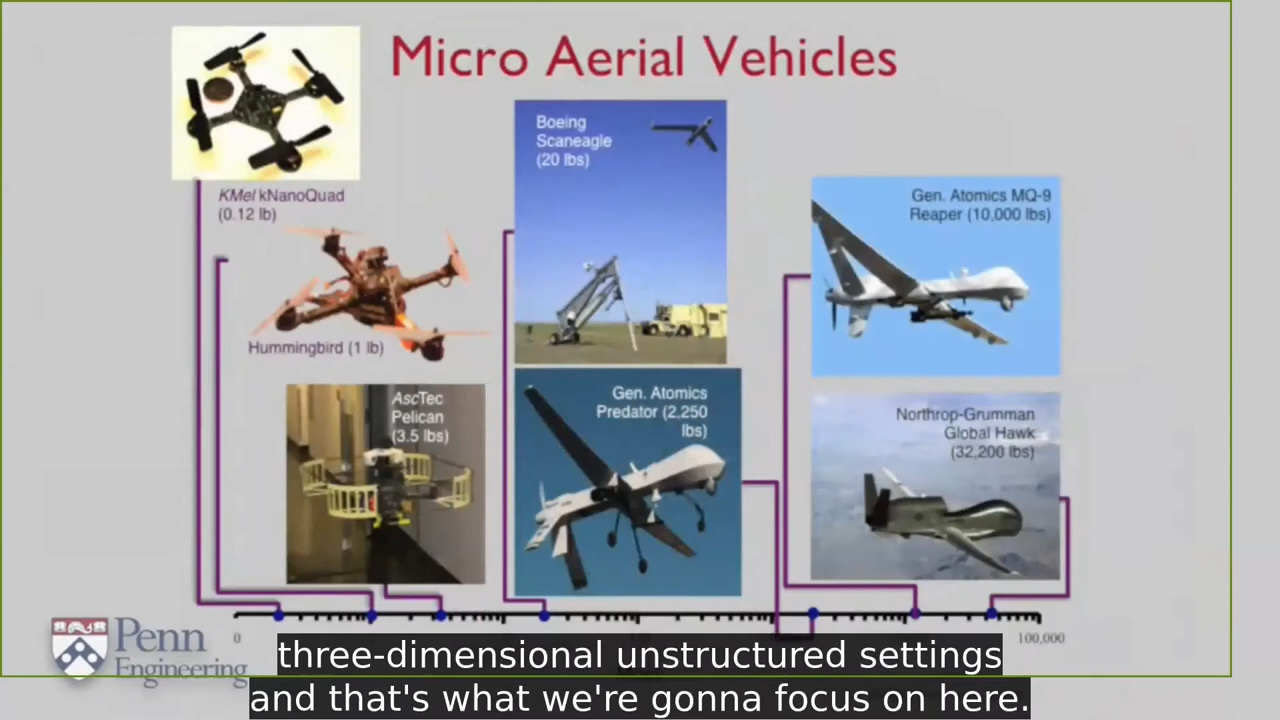 Micro Aerial Vehicles
KMel kNanoQuad
(0.12 lb)
Hummingbird (1 lb)
AscTec
Pelican
(3.5 lbs)
Boeing
Scaneagle
(20 lbs)
Gen. Atomics
Predator (2,250
lbs)
Gen. Atomics MQ-9
Reaper (10,000 lbs)
Northrop-Grumman
Global Hawk
(32,200 lbs)
0
100,000
Penn
Engineering
three-dimensional unstructured settings
and that's what we're gonna focus on here.